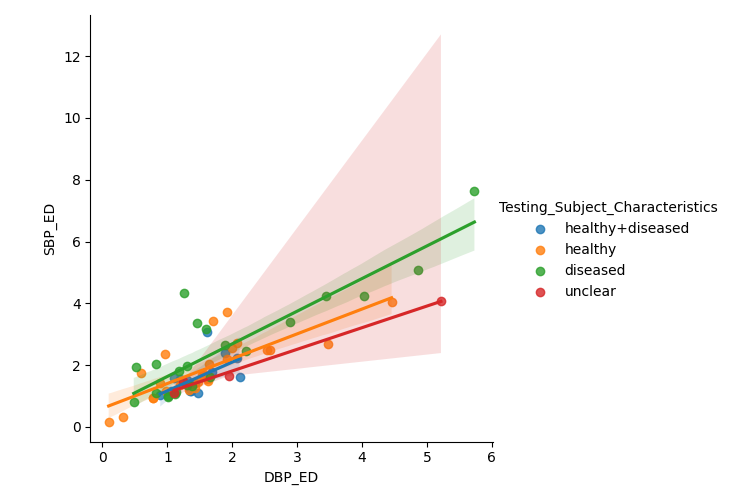 12
10
8
6
4
2
0
SBP_ED
0 1 2 3 4 5 6
DBP_ED
Testing_Subject_Characteristics
healthy+diseased
healthy
diseased
unclear